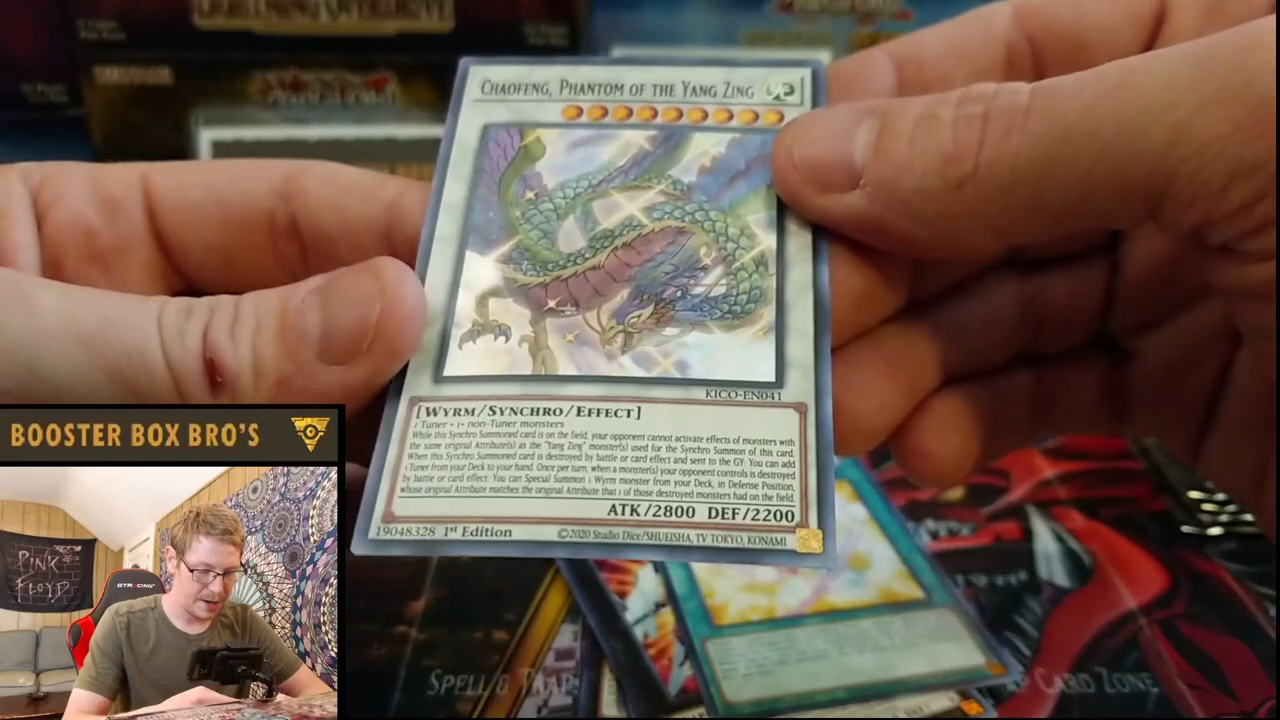 CHAOFENG, PHANTOM OF THE YANG ZING
KICO-EN041
[WYRM/SYNCHRO/EFFECT]
1 Tuner + 1+ non-Tuner monsters
While this Synchro Summoned card is on the field, your opponent cannot activate effects of monsters with
the same original Attribute(s) as the "Yang Zing" monster(s) used for the Synchro Summon of this card.
When this Synchro Summoned card is destroyed by battle or card effect and sent to the GY: You can add
1 Tuner from your Deck to your hand. Once per turn, when a monster(s) your opponent controls is destroyed
by battle or card effect: You can Special Summon 1 Wyrm monster from your Deck, in Defense Position,
whose original Attribute matches the original Attribute that 1 of those destroyed monsters had on the field.
ATK/2800 DEF/2200
19048328 1st Edition
©2020 Studio Dice/SHUEISHA, TV TOKYO, KONAMI
BOOSTER BOX BRO'S
PINK
FLOYD
GTRACING
SPELL & TRAP
CARD ZONE